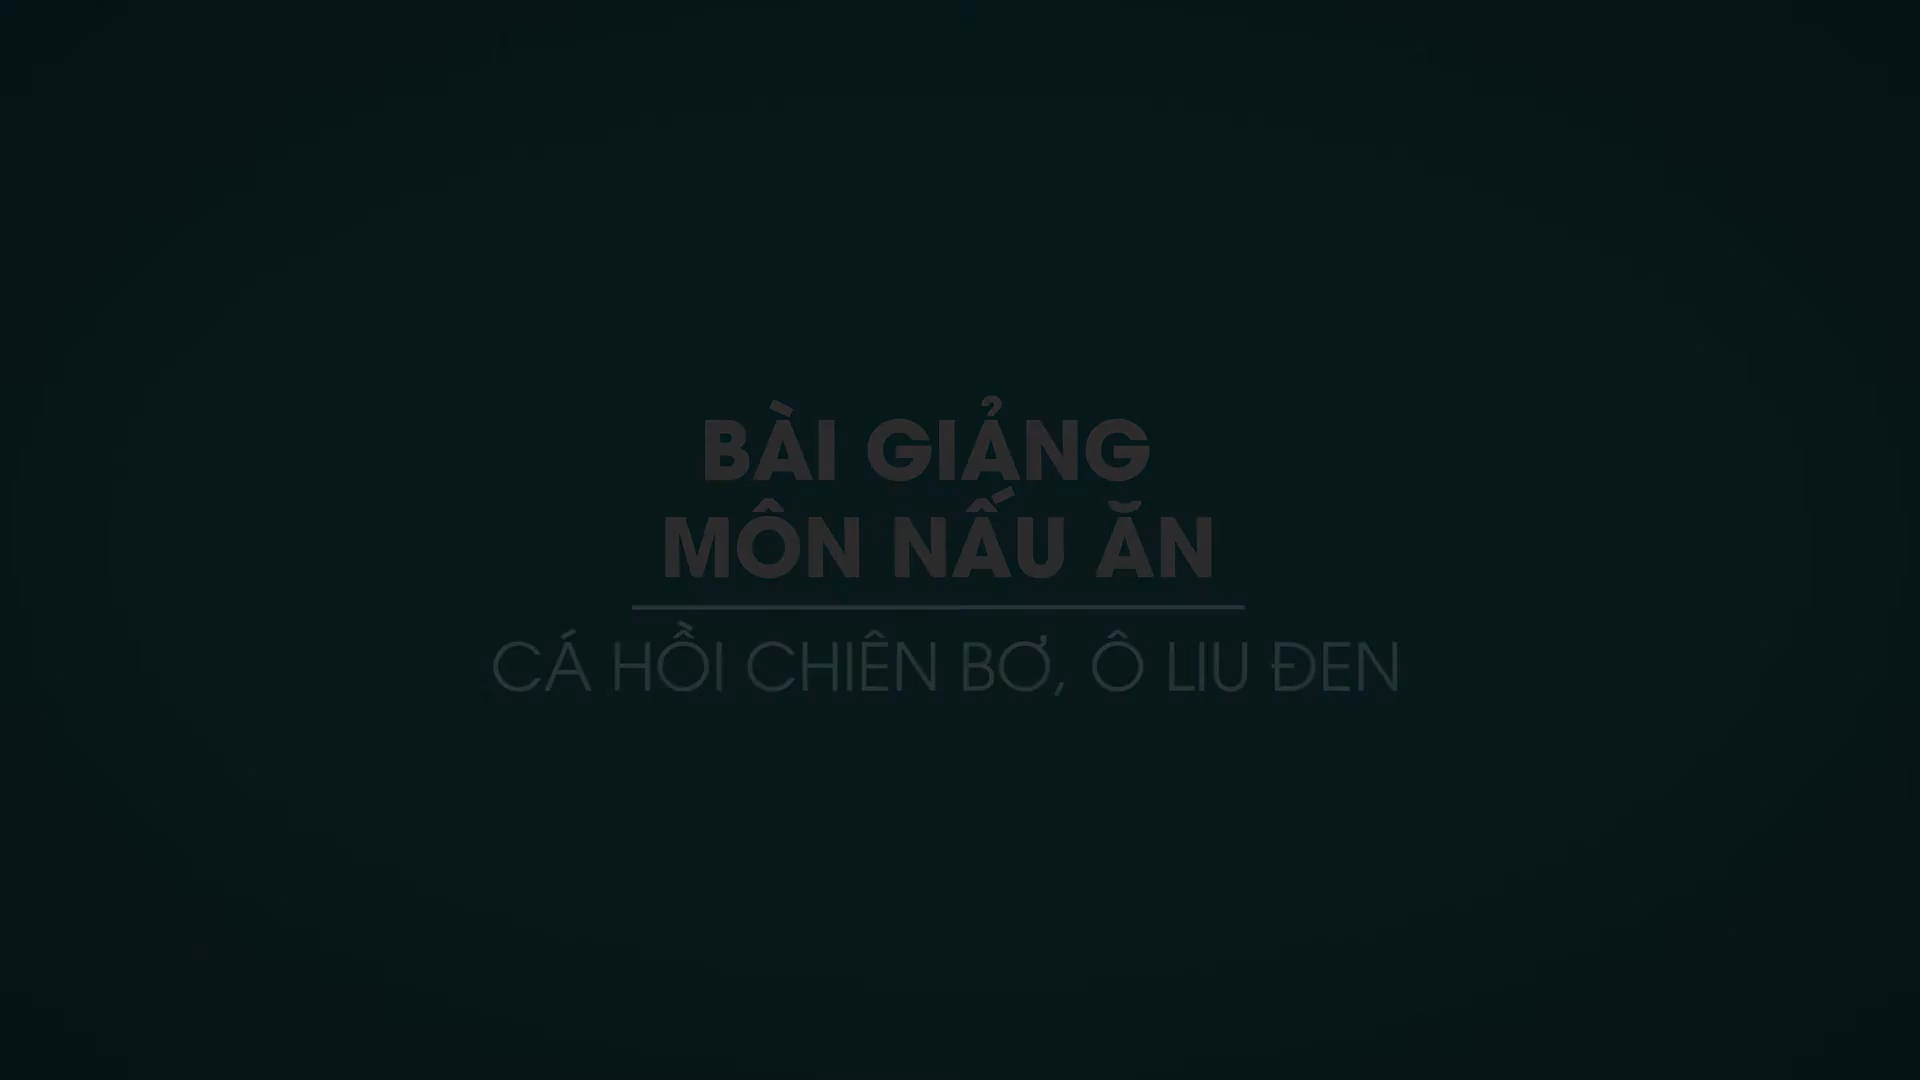 BÀI GIẢNG
MÔN NẤU ĂN
CÁ HỒI CHIÊN BƠ, Ô LIU ĐEN